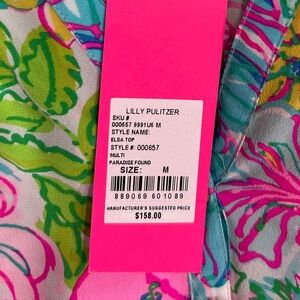 LILLY PULITZER
SKU #
000657 9991U6 M
STYLE NAME:
ELSA TOP
STYLE #: 000657
MULTI
PARADISE FOUND
SIZE: M
889069 601089
MANUFACTURER'S SUGGESTED PRICE
$158.00